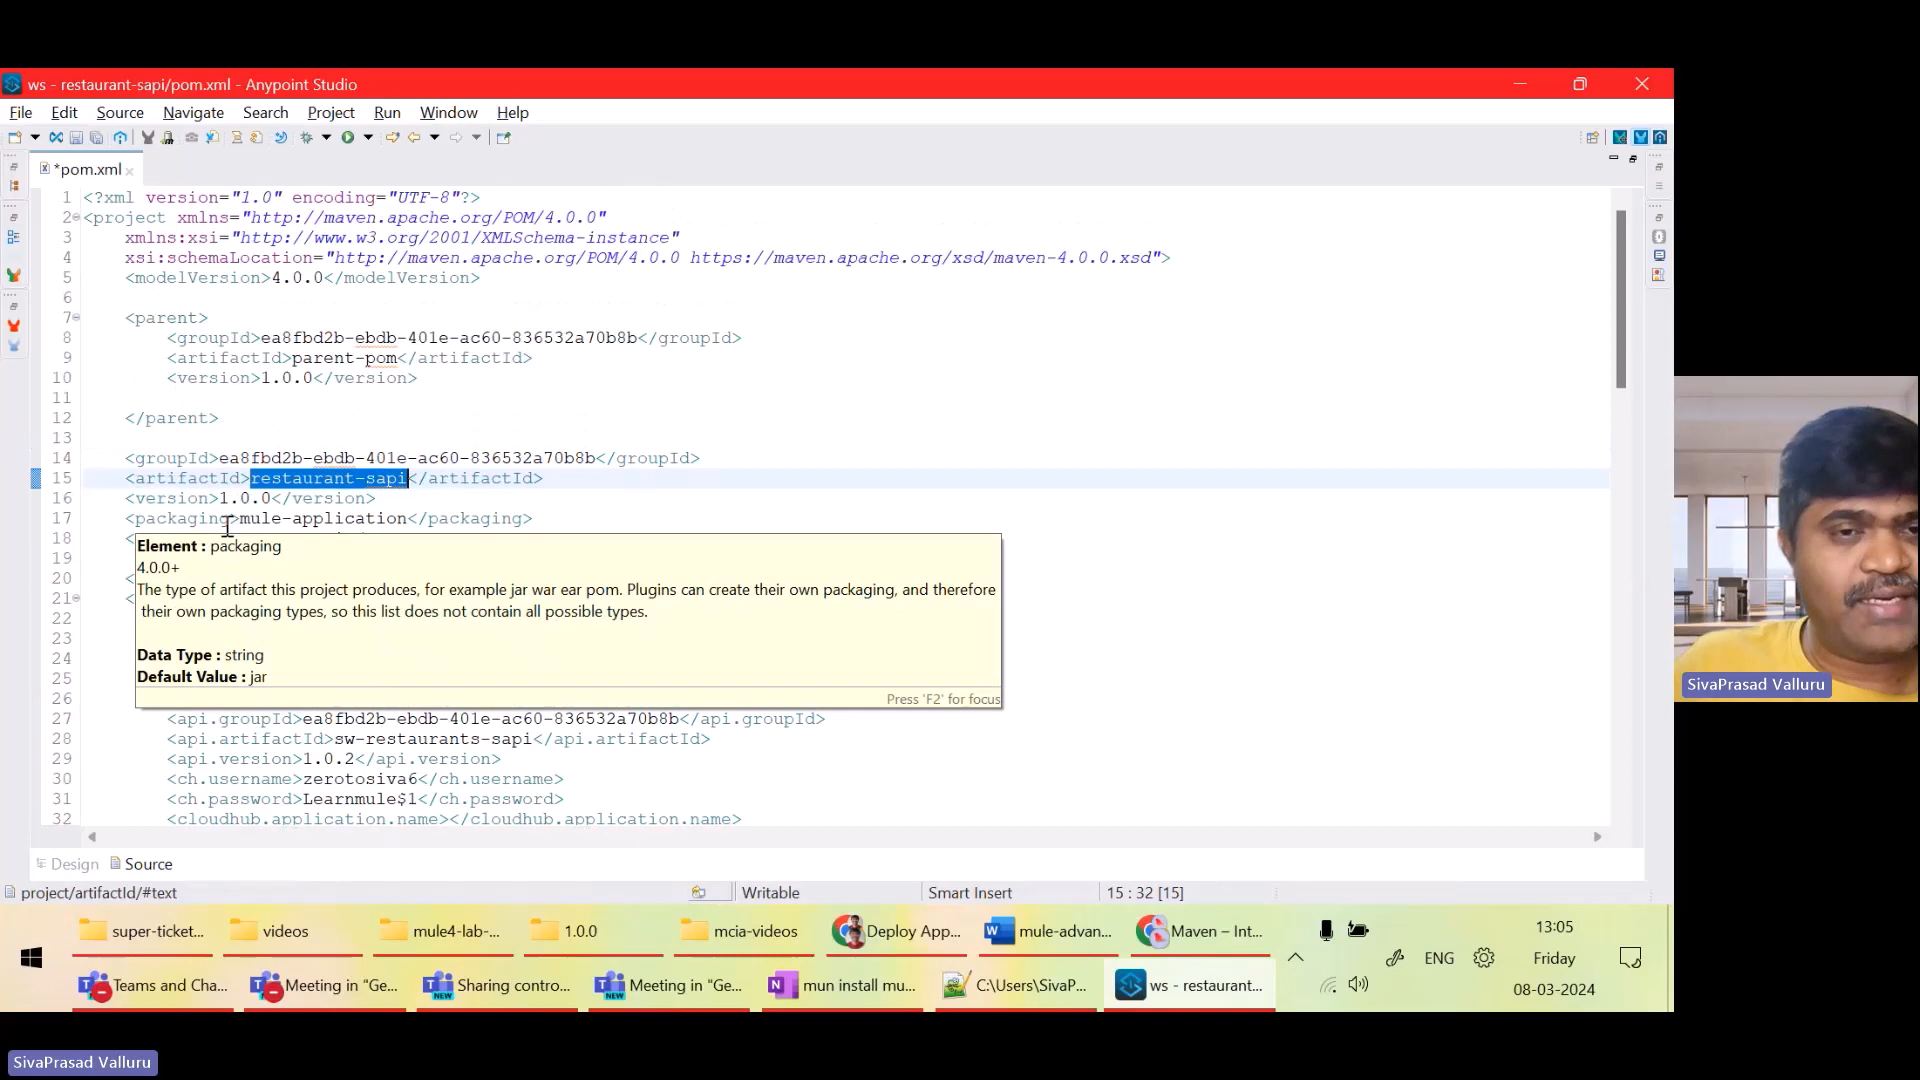 ws - restaurant-sapi/pom.xml - Anypoint Studio
File Edit Source Navigate Search Project Run Window Help
*pom.xml
1 <?xml version="1.0" encoding="UTF-8"?>
2 <project xmlns="http://maven.apache.org/POM/4.0.0"
3 xmlns:xsi="http://www.w3.org/2001/XMLSchema-instance"
4 xsi:schemaLocation="http://maven.apache.org/POM/4.0.0 https://maven.apache.org/xsd/maven-4.0.0.xsd">
5 <modelVersion>4.0.0</modelVersion>
6
7 <parent>
8 <groupId>ea8fbd2b-ebdb-401e-ac60-836532a70b8b</groupId>
9 <artifactId>parent-pom</artifactId>
10 <version>1.0.0</version>
11
12 </parent>
13
14 <groupId>ea8fbd2b-ebdb-401e-ac60-836532a70b8b</groupId>
15 <artifactId>restaurant-sapi</artifactId>
16 <version>1.0.0</version>
17 <packaging>mule-application</packaging>
18 <
19
20 <
21 <
22
23
24
25
26
Element : packaging
4.0.0+
The type of artifact this project produces, for example jar war ear pom. Plugins can create their own packaging, and therefore
their own packaging types, so this list does not contain all possible types.
Data Type : string
Default Value : jar
Press 'F2' for focus
27 <api.groupId>ea8fbd2b-ebdb-401e-ac60-836532a70b8b</api.groupId>
28 <api.artifactId>sw-restaurants-sapi</api.artifactId>
29 <api.version>1.0.2</api.version>
30 <ch.username>zerotosiva6</ch.username>
31 <ch.password>Learnmule$1</ch.password>
32 <cloudhub.application.name></cloudhub.application.name>
Design Source
project/artifactId/#text Writable Smart Insert 15 : 32 [15]
super-ticket... videos mule4-lab-... 1.0.0 mcia-videos Deploy App... mule-advan... Maven – Int...
Teams and Cha... Meeting in "Ge... Sharing contro... Meeting in "Ge... mun install mu... C:\Users\SivaP... ws - restaurant...
ENG
13:05
Friday
08-03-2024
SivaPrasad Valluru
SivaPrasad Valluru